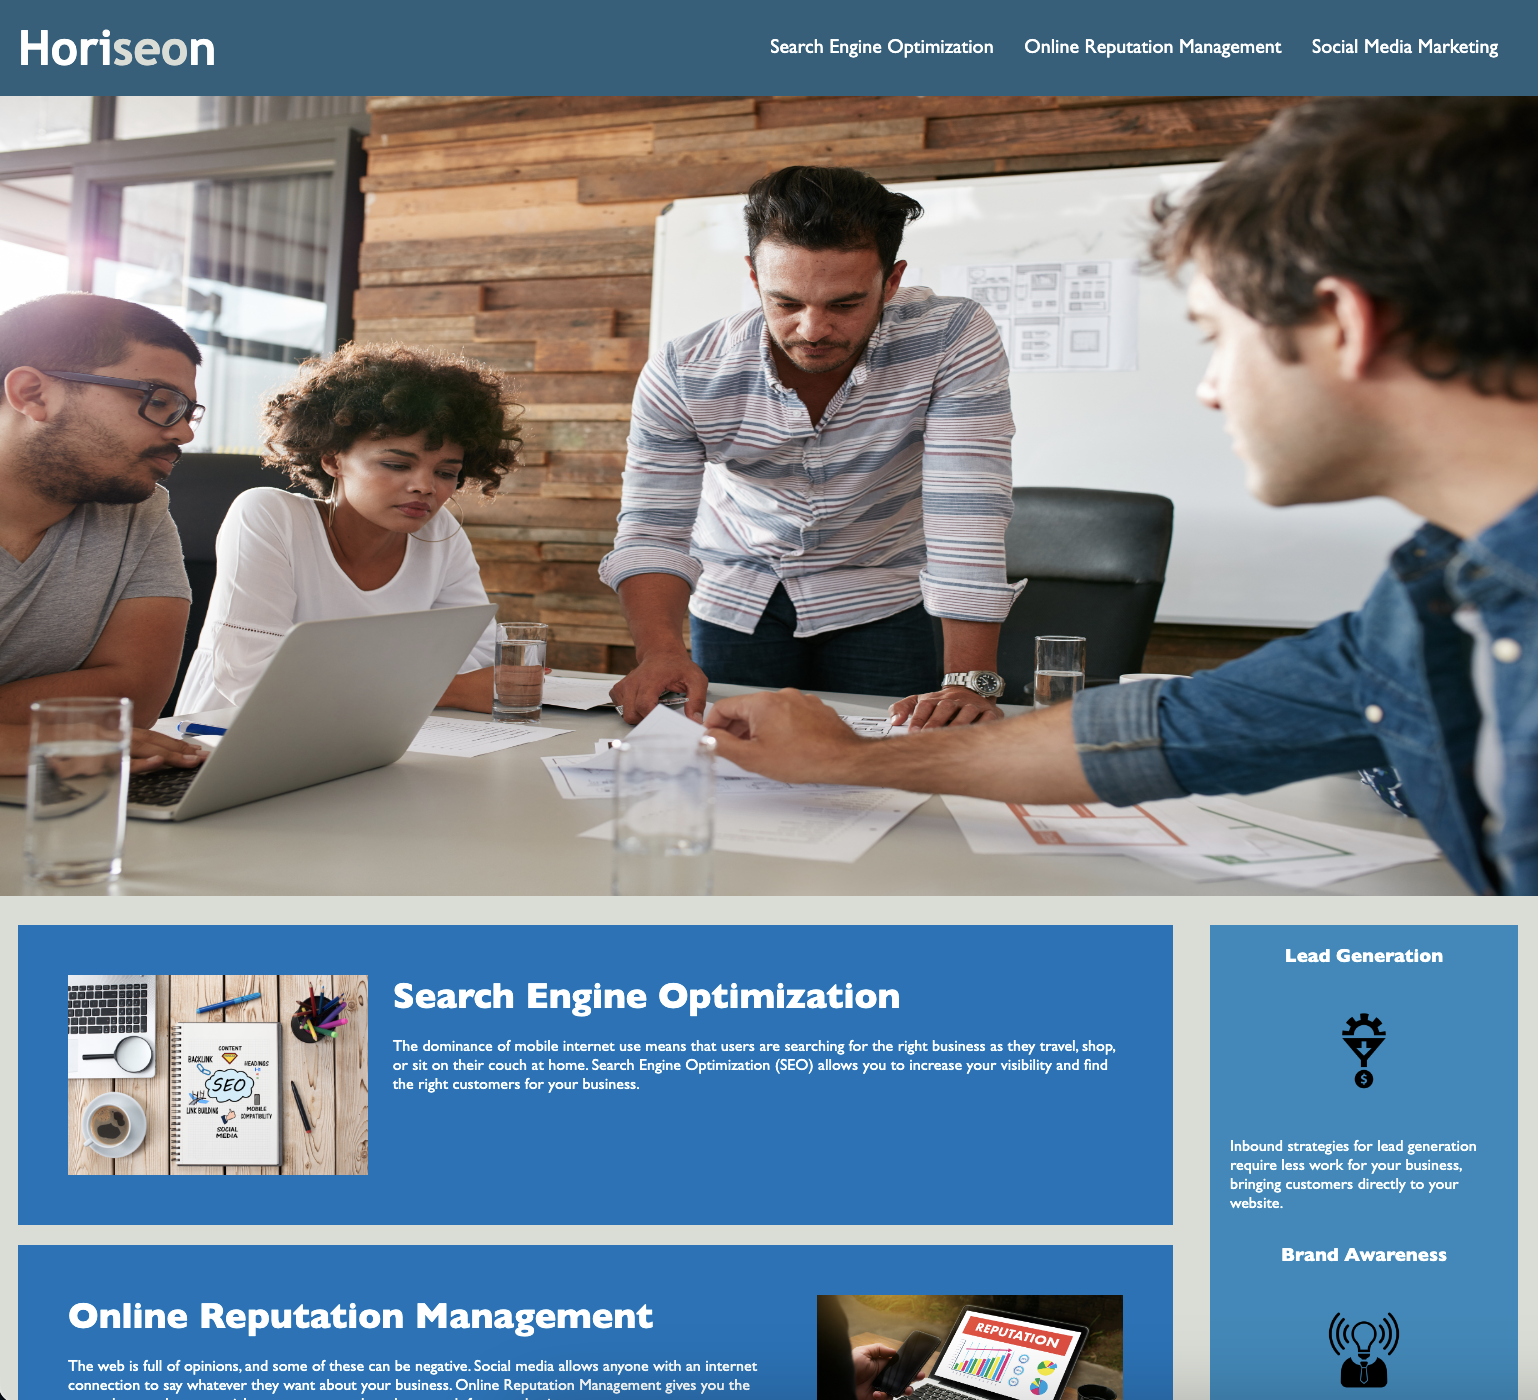 Horiseon
Search Engine Optimization
Online Reputation Management
Social Media Marketing
CONTENT
BACKLINK
HEADINGS
SEO
LINK BUILDING
MOBILE
COMPATIBILITY
SOCIAL
MEDIA
Search Engine Optimization
The dominance of mobile internet use means that users are searching for the right business as they travel, shop,
or sit on their couch at home. Search Engine Optimization (SEO) allows you to increase your visibility and find
the right customers for your business.
Online Reputation Management
The web is full of opinions, and some of these can be negative. Social media allows anyone with an internet
connection to say whatever they want about your business. Online Reputation Management gives you the
REPUTATION
Lead Generation
$
Inbound strategies for lead generation
require less work for your business,
bringing customers directly to your
website.
Brand Awareness